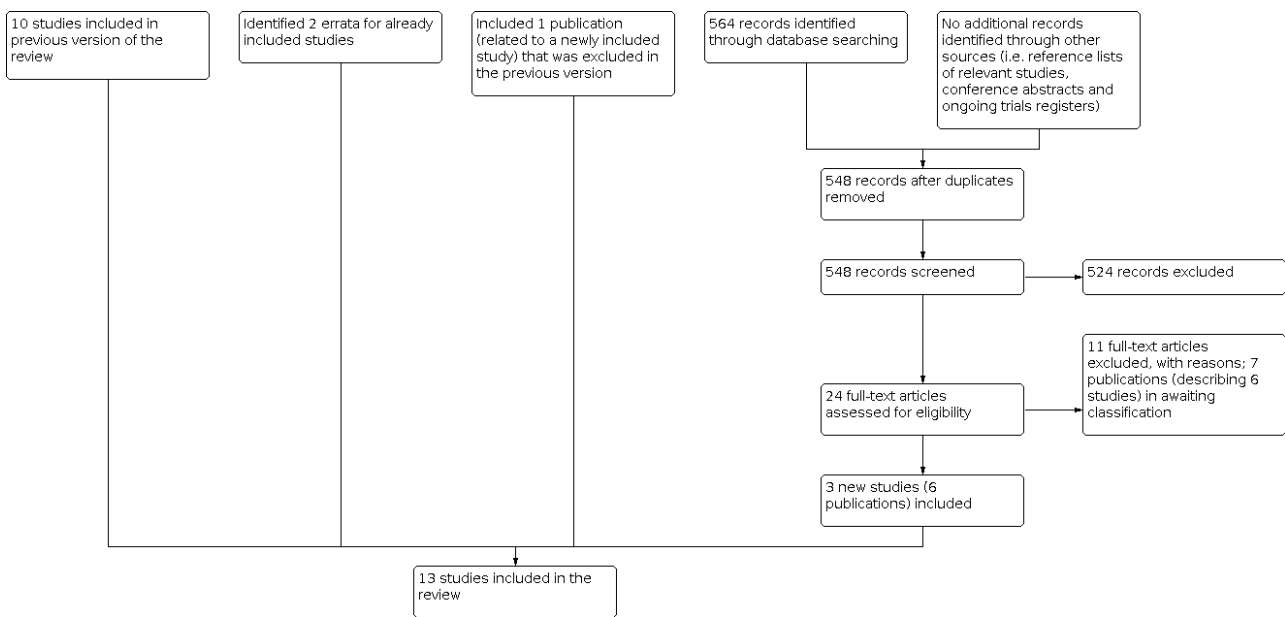 10 studies included in
previous version of the
review
Identified 2 errata for already
included studies
Included 1 publication
(related to a newly included
study) that was excluded in
the previous version
564 records identified
through database searching
No additional records
identified through other
sources (i.e. reference lists
of relevant studies,
conference abstracts and
ongoing trials registers)
548 records after duplicates
removed
548 records screened
524 records excluded
11 full-text articles
excluded, with reasons; 7
publications (describing 6
studies) in awaiting
classification
24 full-text articles
assessed for eligibility
3 new studies (6
publications) included
13 studies included in the
review